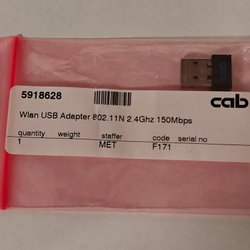 5918628
cab
Wlan USB Adapter 802.11N 2.4Ghz 150Mbps
quantity weight staffer code serial no
1 MET F171